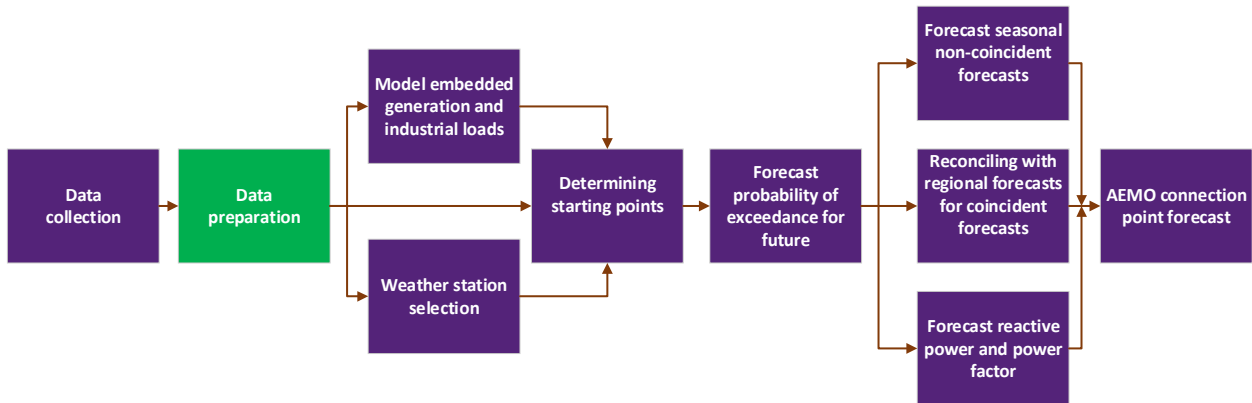 Data
collection
Data
preparation
Model embedded
generation and
industrial loads
Weather station
selection
Determining
starting points
Forecast
probability of
exceedance for
future
Forecast seasonal
non-coincident
forecasts
Reconciling with
regional forecasts
for coincident
forecasts
Forecast reactive
power and power
factor
AEMO connection
point forecast